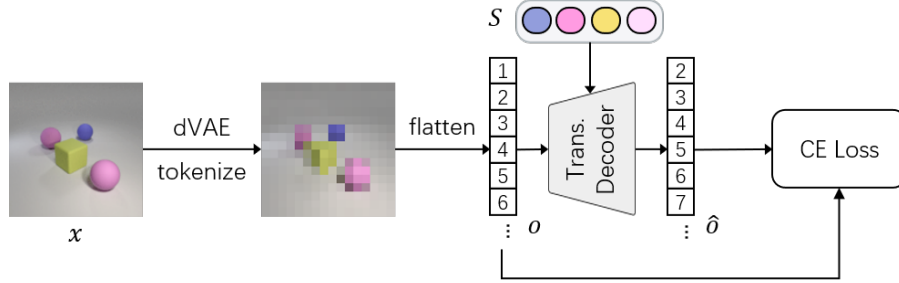 S
1
2
3
4
5
6
⋮
o
2
3
4
5
6
7
⋮
ô
dVAE
tokenize
flatten
Trans.
Decoder
CE Loss
x